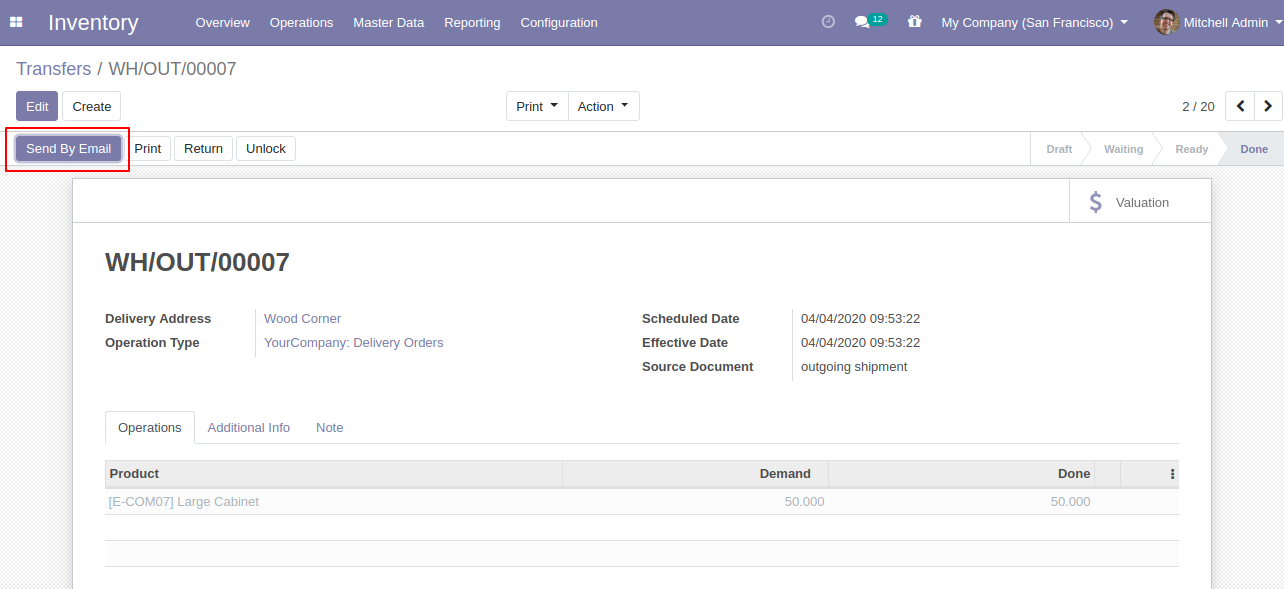 Inventory Overview Operations Master Data Reporting Configuration 12 My Company (San Francisco) Mitchell Admin
Transfers / WH/OUT/00007
Edit Create Print Action 2 / 20
Send By Email Print Return Unlock Draft Waiting Ready Done
$ Valuation
WH/OUT/00007
Delivery Address Wood Corner Scheduled Date 04/04/2020 09:53:22
Operation Type YourCompany: Delivery Orders Effective Date 04/04/2020 09:53:22
Source Document outgoing shipment
Operations Additional Info Note
Product Demand Done
[E-COM07] Large Cabinet 50.000 50.000